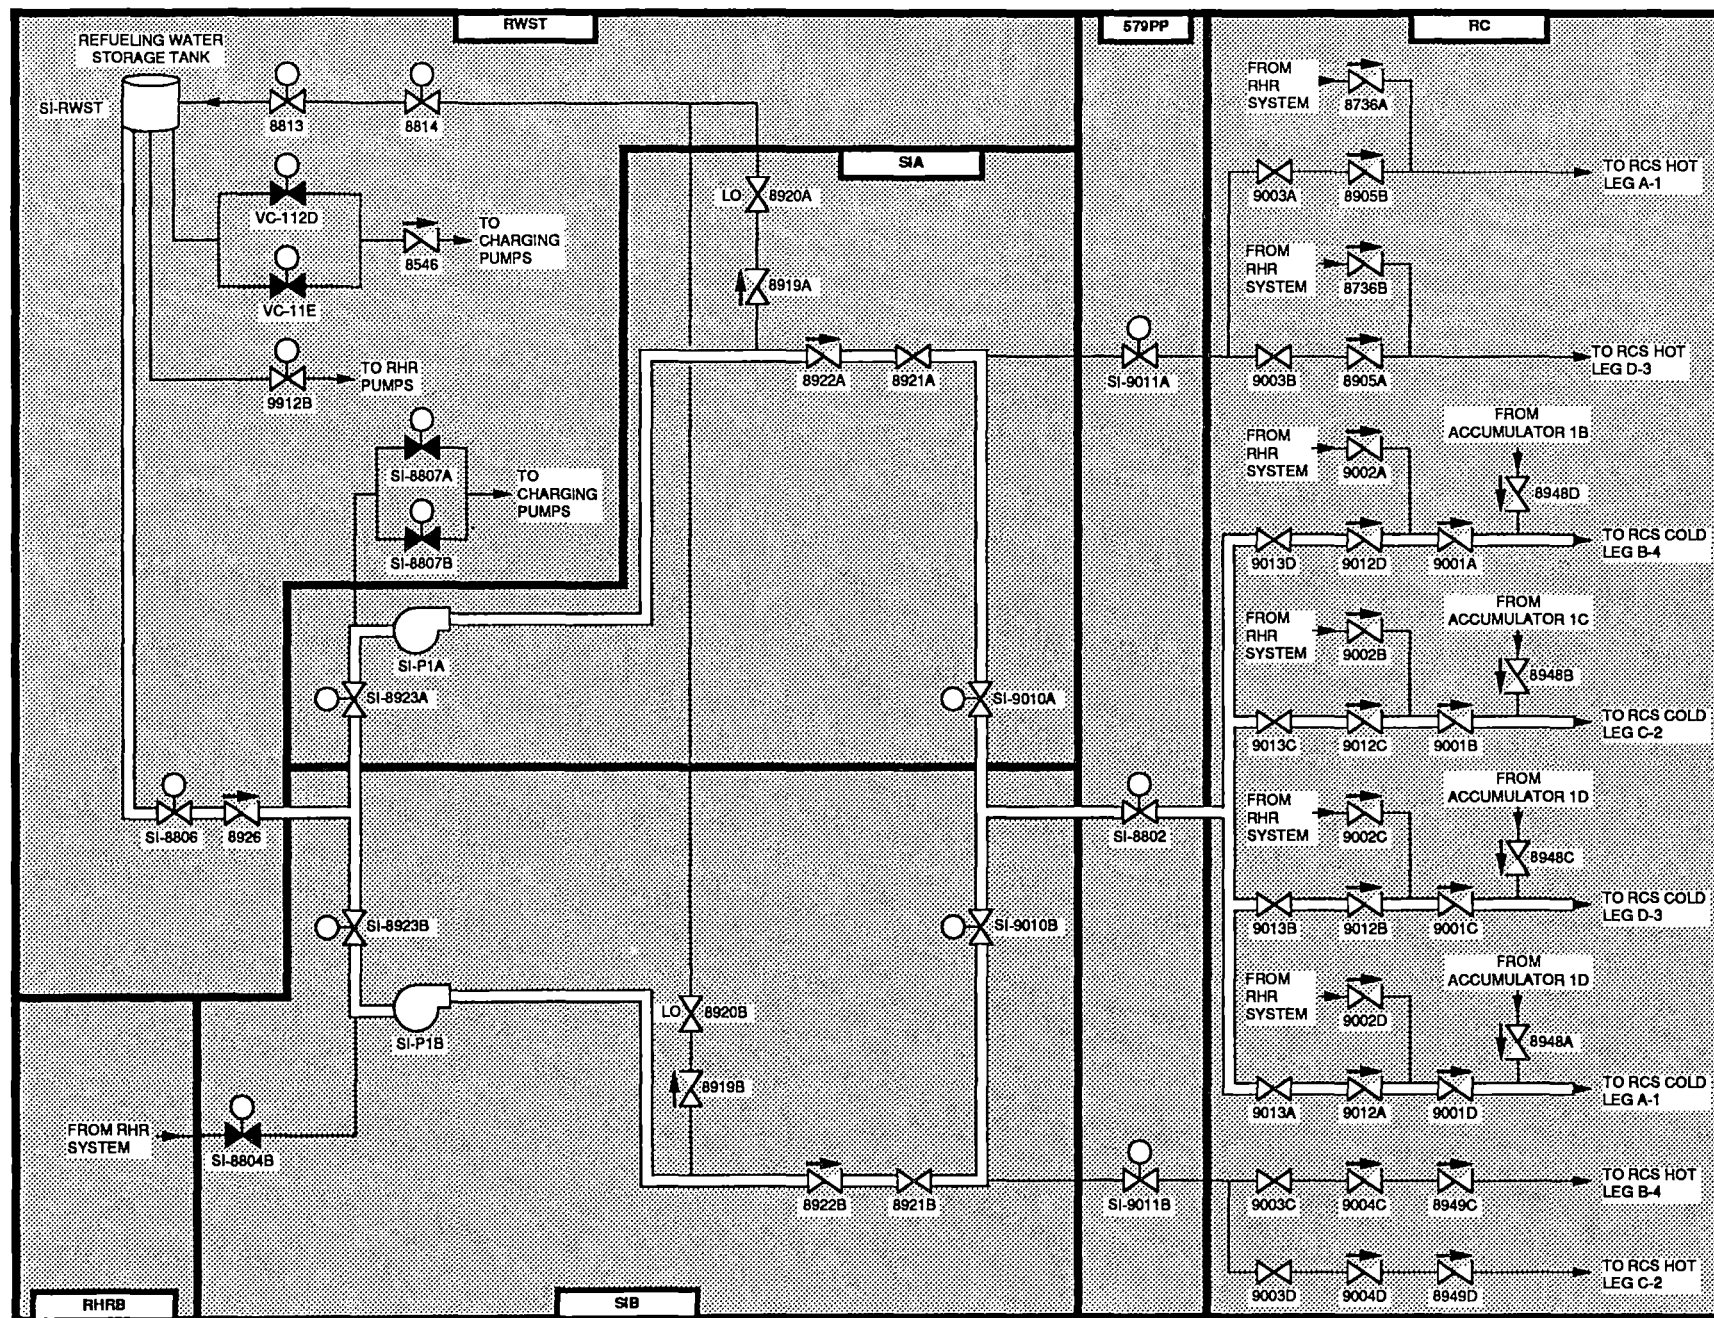 RWST
579PP
RC
REFUELING WATER
STORAGE TANK
SI-RWST
8813
8814
VC-112D
TO
CHARGING
PUMPS
8546
VC-11E
TO RHR
PUMPS
9912B
SI-8807A
TO
CHARGING
PUMPS
SI-8807B
SIA
LO
8920A
8919A
8922A
8921A
SI-P1A
SI-8923A
SI-9010A
SI-8806
8926
SI-8923B
SI-9010B
SI-P1B
LO
8920B
8919B
FROM RHR
SYSTEM
SI-8804B
8922B
8921B
RHRB
SIB
SI-9011A
SI-8802
SI-9011B
FROM
RHR
SYSTEM
8736A
9003A
8905B
TO RCS HOT
LEG A-1
FROM
RHR
SYSTEM
8736B
9003B
8905A
TO RCS HOT
LEG D-3
FROM
ACCUMULATOR 1B
FROM
RHR
SYSTEM
9002A
8948D
9013D
9012D
9001A
TO RCS COLD
LEG B-4
FROM
ACCUMULATOR 1C
FROM
RHR
SYSTEM
9002B
8948B
9013C
9012C
9001B
TO RCS COLD
LEG C-2
FROM
ACCUMULATOR 1D
FROM
RHR
SYSTEM
9002C
8948C
9013B
9012B
9001C
TO RCS COLD
LEG D-3
FROM
ACCUMULATOR 1D
FROM
RHR
SYSTEM
9002D
8948A
9013A
9012A
9001D
TO RCS COLD
LEG A-1
9003C
9004C
8949C
TO RCS HOT
LEG B-4
9003D
9004D
8949D
TO RCS HOT
LEG C-2